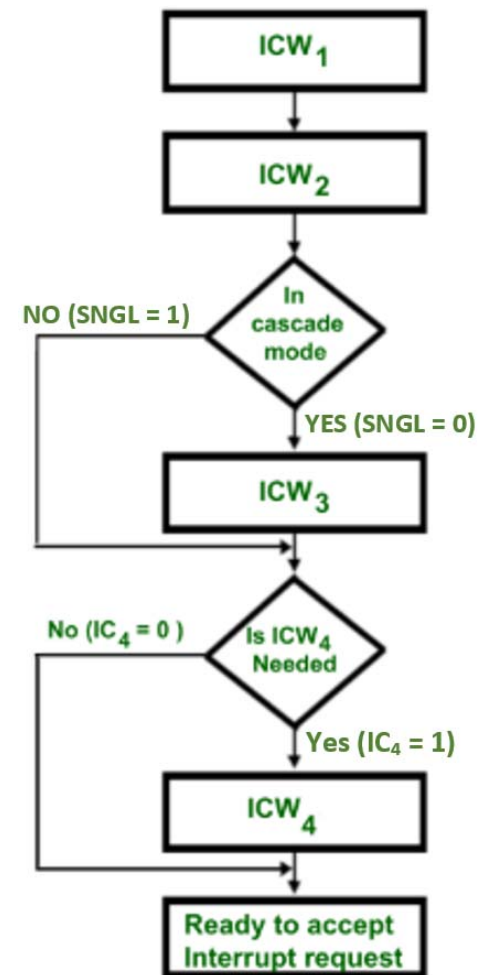 ICW1
ICW2
In
cascade
mode
NO (SNGL = 1)
YES (SNGL = 0)
ICW3
Is ICW4
Needed
No (IC4 = 0 )
Yes (IC4 = 1)
ICW4
Ready to accept
Interrupt request